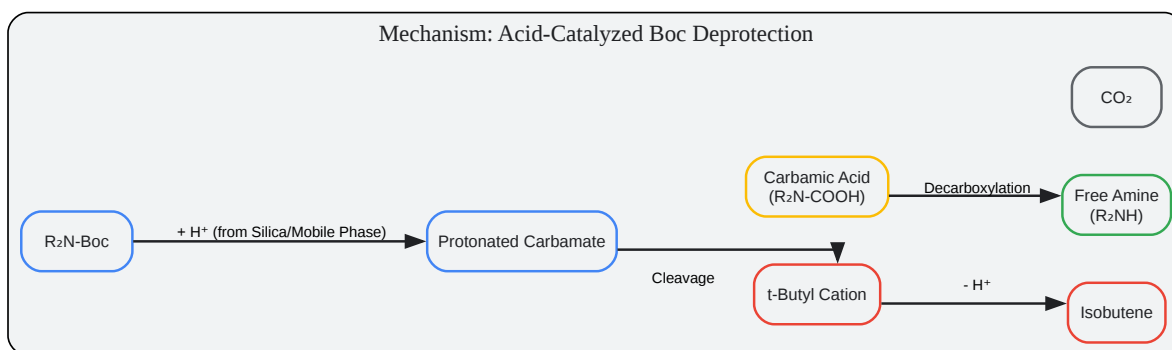 Mechanism: Acid-Catalyzed Boc Deprotection
CO₂
Carbamic Acid
(R₂N-COOH)
Decarboxylation
Free Amine
(R₂NH)
R₂N-Boc
+ H⁺ (from Silica/Mobile Phase)
Protonated Carbamate
Cleavage
t-Butyl Cation
- H⁺
Isobutene